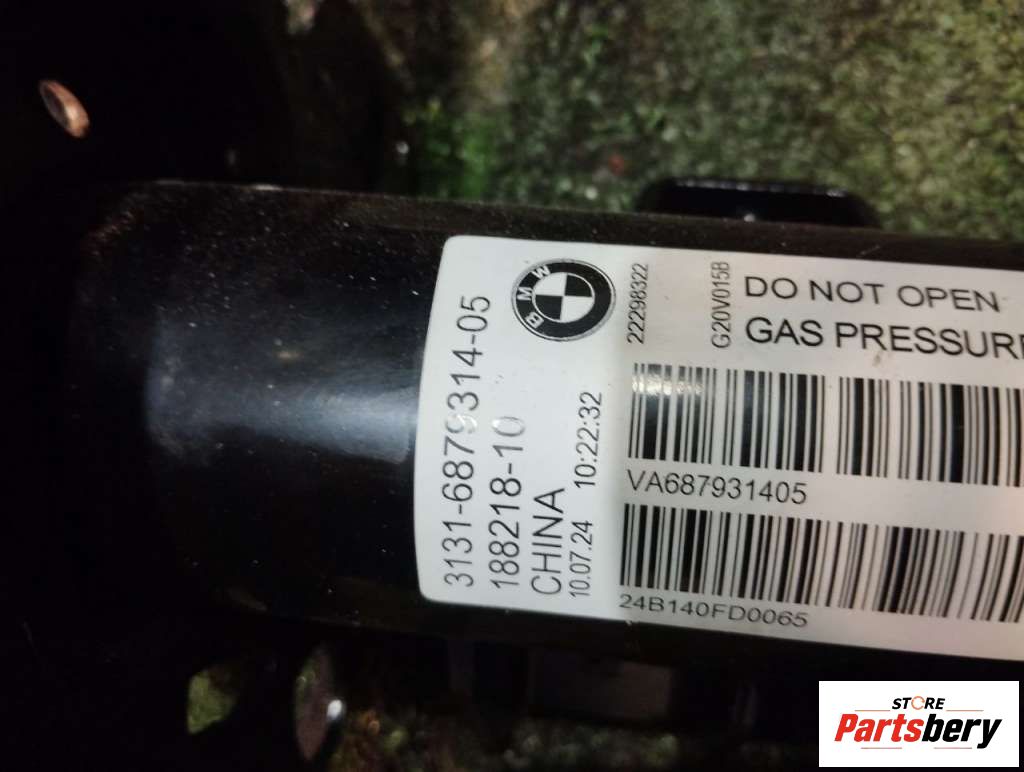 BMW
3131-6879314-05
188218-10
CHINA
10.07.24 10:22:32
22298322
G20V015B
DO NOT OPEN
GAS PRESSURE
VA687931405
24B140FD0065
STORE
Partsbery